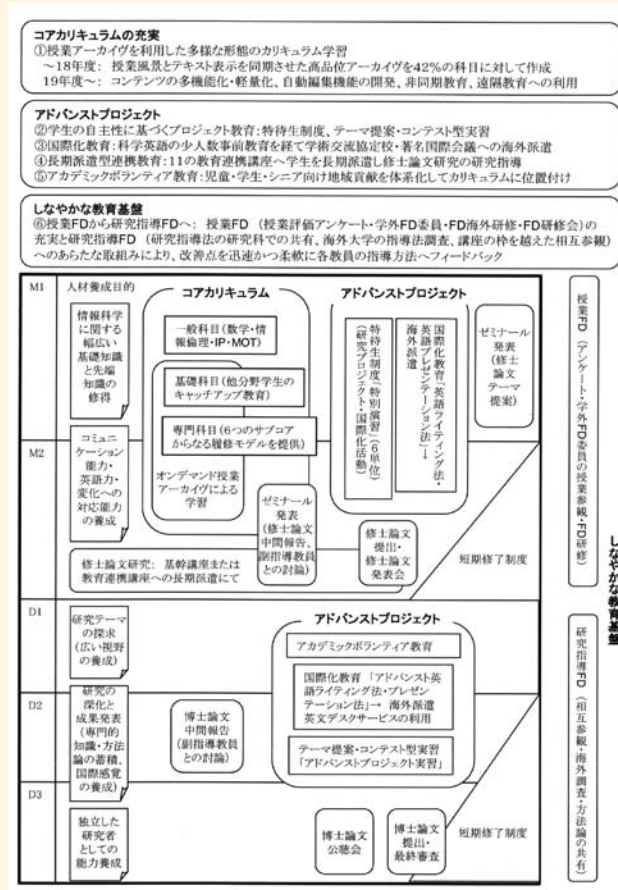 コアカリキュラムの充実
①授業アーカイヴを利用した多様な形態のカリキュラム学習
～18年度： 授業風景とテキスト表示を同期させた高品位アーカイヴを42%の科目に対して作成
19年度～： コンテンツの多機能化・軽量化、自動編集機能の開発、非同期教育、遠隔教育への利用
アドバンストプロジェクト
②学生の自主性に基づくプロジェクト教育：特待生制度、テーマ提案・コンテスト型実習
③国際化教育：科学英語の少人数事前教育を経て学術交流協定校・著名国際会議への海外派遣
④長期派遣型連携教育：11の教育連携講座へ学生を長期派遣し修士論文研究の研究指導
⑤アカデミックボランティア教育：児童・学生・シニア向け地域貢献を体系化してカリキュラムに位置付け
しなやかな教育基盤
⑥授業FDから研究指導FDへ： 授業FD （授業評価アンケート・学外FD委員・FD海外研修・FD研修会）の
充実と研究指導FD （研究指導法の研究科での共有、海外大学の指導法調査、講座の枠を越えた相互参観）
へのあらたな取組みにより、改善点を迅速かつ柔軟に各教員の指導方法へフィードバック
M1
人材養成目的
情報科学
に関する
幅広い
基礎知識
と先端
知識の
修得
コアカリキュラム
一般科目（数学・情
報倫理・IP・MOT）
基礎科目（他分野学生の
キャッチアップ教育）
専門科目（6つのサブコア
からなる履修モデルを提供）
オンデマンド授業
アーカイヴによる
学習
アドバンストプロジェクト
特待生制度「特別演習」（6単位）
（研究プロジェクト・国際化活動）
国際化教育「英語ライティング法・
英語プレゼンテーション法」→
海外派遣
ゼミナール
発表
（修士
論文
テーマ
提案）
M2
コミュニ
ケーション
能力・
英語力・
変化への
対応能力
の養成
ゼミナール
発表
（修士論文
中間報告、
副指導教員
との討論）
修士論文
提出・
修士論文
発表会
修士論文研究： 基幹講座または
教育連携講座への長期派遣にて
短期修了制度
D1
研究テーマ
の探求
（広い視野
の養成）
アドバンストプロジェクト
アカデミックボランティア教育
国際化教育 「アドバンスト英
語ライティング法・プレゼン
テーション法」→ 海外派遣
英文デスクサービスの利用
テーマ提案・コンテスト型実習
「アドバンストプロジェクト実習」
D2
研究の
深化と
成果発表
（専門的
知識・方法
論の蓄積、
国際感覚
の養成）
博士論文
中間報告
（副指導教員
との討論）
D3
独立した
研究者
としての
能力養成
博士論文
公聴会
博士論文
提出・
最終審査
短期修了制度
授業FD （アンケート・学外FD委員の授業参観・FD研修）
研究指導FD （相互参観・海外調査・方法論の共有）
しなやかな教育基盤